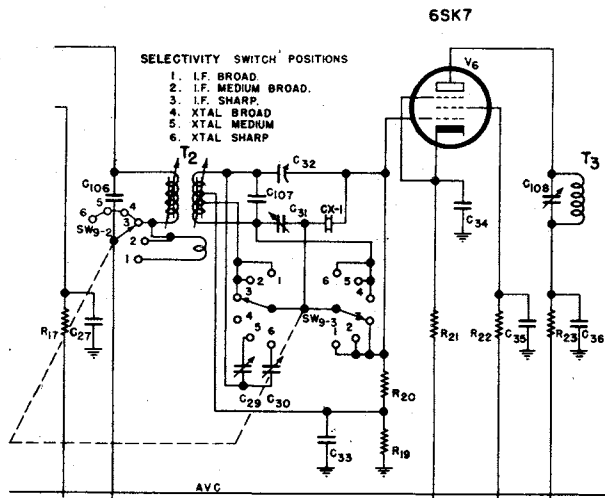 6SK7
SELECTIVITY SWITCH POSITIONS
1. I.F. BROAD.
2. I.F. MEDIUM BROAD.
3. I.F. SHARP.
4. XTAL BROAD
5. XTAL MEDIUM
6. XTAL SHARP
V6
T2
C32
C106
C107
C31
CX-1
C34
T3
C108
6 5 4 3
SW9-2
2
1
2 1
3
4
5 6
6 5
4
3
2
1
SW9-3
R17
C27
C29
C30
R21
R22
C35
R23
C36
R20
R19
C33
AVC